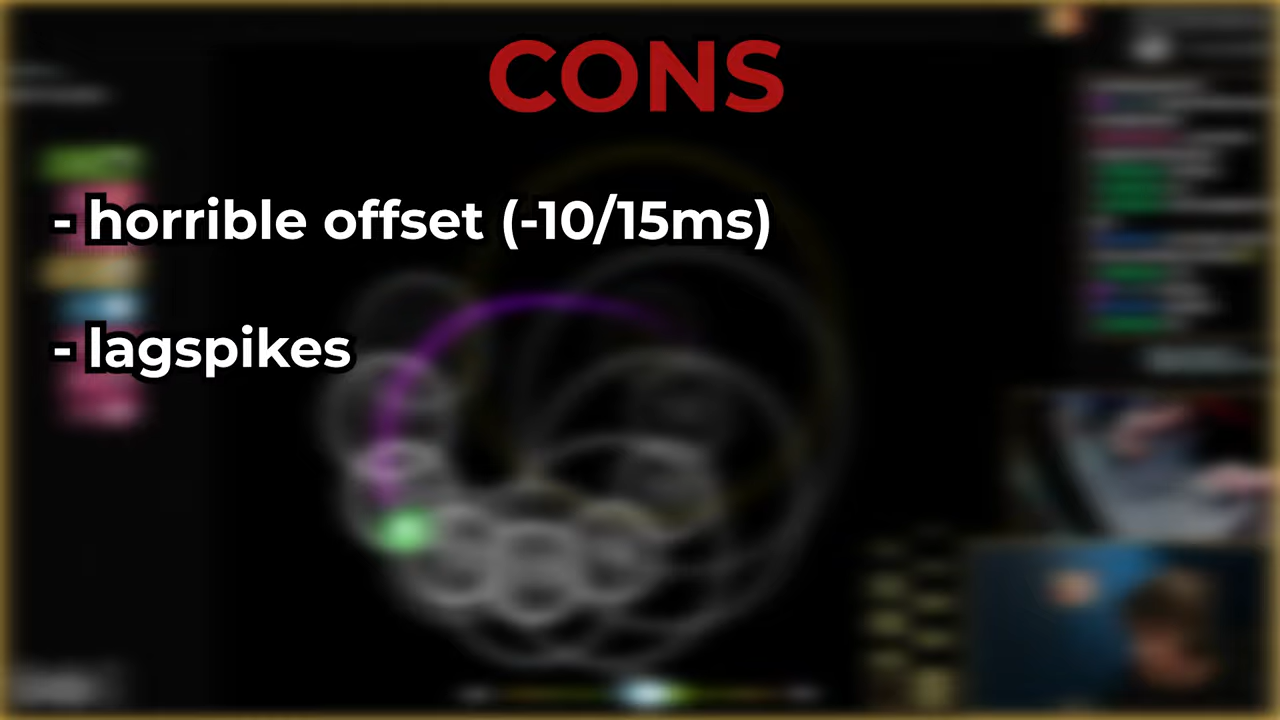 CONS
- horrible offset (-10/15ms)
- lagspikes